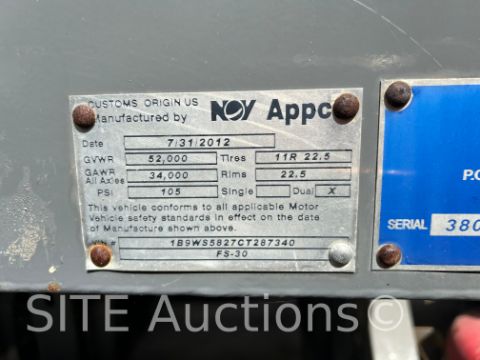 CUSTOMS ORIGIN US
Manufactured by NOV Appc
Date 7/31/2012
GVWR 52,000 Tires 11R 22.5
GAWR All Axles 34,000 Rims 22.5
PSI 105 Single Dual X
This vehicle conforms to all applicable Motor
Vehicle safety standards in effect on the date
of Manufacture shown above.
VIN # 1B9WS5827CT287340
FS-30
P.O
SERIAL 380
SITE Auctions.com